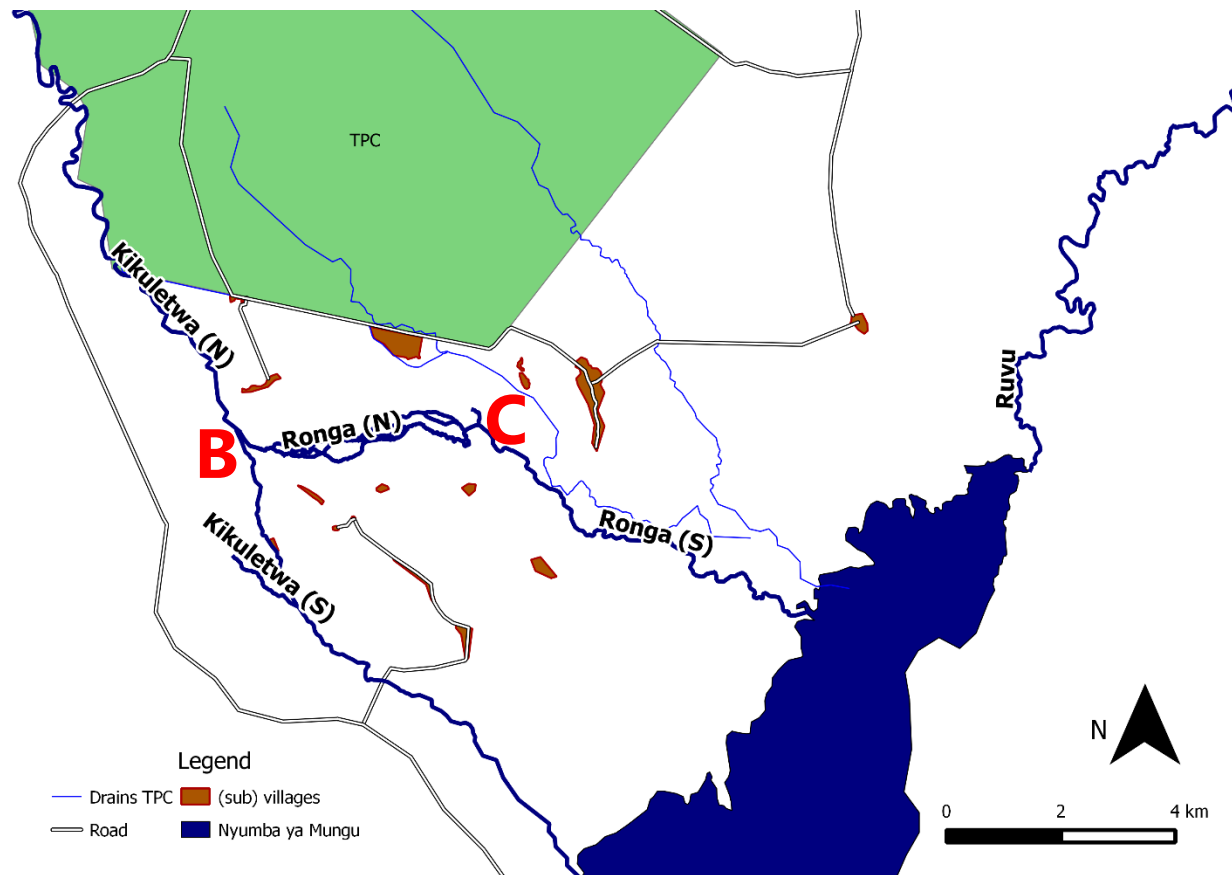 TPC
Kikuletwa (N)
Ruvu
Ronga (N)
C
B
Kikuletwa (S)
Ronga (S)
N
Legend
Drains TPC
(sub) villages
Road
Nyumba ya Mungu
0
2
4 km